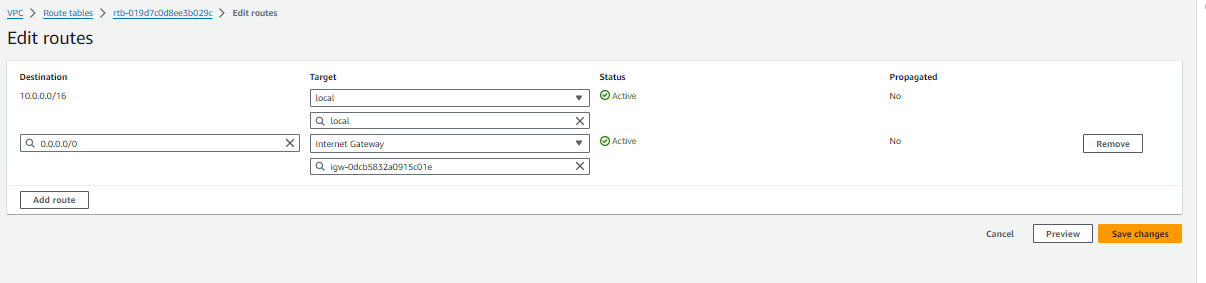 VPC > Route tables > rtb-019d7c0d8ee3b029c > Edit routes
Edit routes
Destination Target Status Propagated
10.0.0.0/16 local Active No
local
0.0.0.0/0 Internet Gateway Active No Remove
igw-0dcb5832a0915c01e
Add route
Cancel Preview Save changes